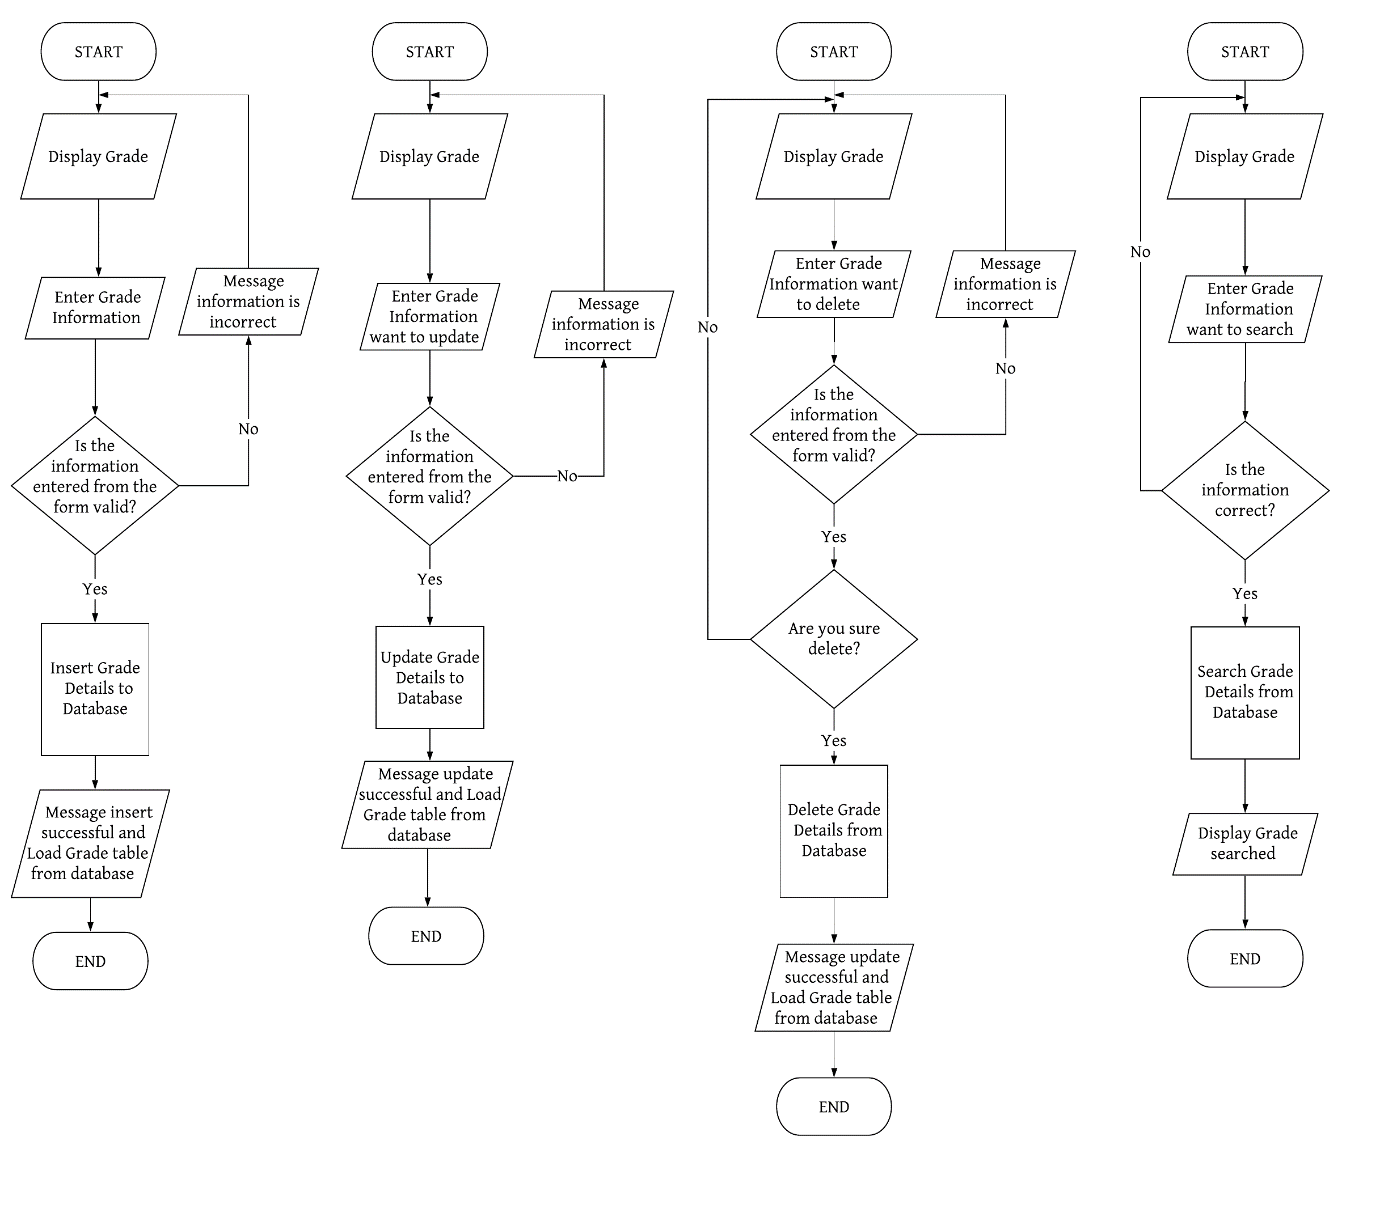 START
Display Grade
Enter Grade
Information
Message
information is
incorrect
No
Is the
information
entered from the
form valid?
Yes
Insert Grade
Details to
Database
Message insert
successful and
Load Grade table
from database
END
START
Display Grade
Enter Grade
Information
want to update
Message
information is
incorrect
Is the
information
entered from the
form valid?
No
Yes
Update Grade
Details to
Database
Message update
successful and Load
Grade table from
database
END
START
Display Grade
Enter Grade
Information want
to delete
Message
information is
incorrect
No
No
Is the
information
entered from the
form valid?
Yes
Are you sure
delete?
Yes
Delete Grade
Details from
Database
Message update
successful and
Load Grade table
from database
END
START
Display Grade
No
Enter Grade
Information
want to search
Is the
information
correct?
Yes
Search Grade
Details from
Database
Display Grade
searched
END